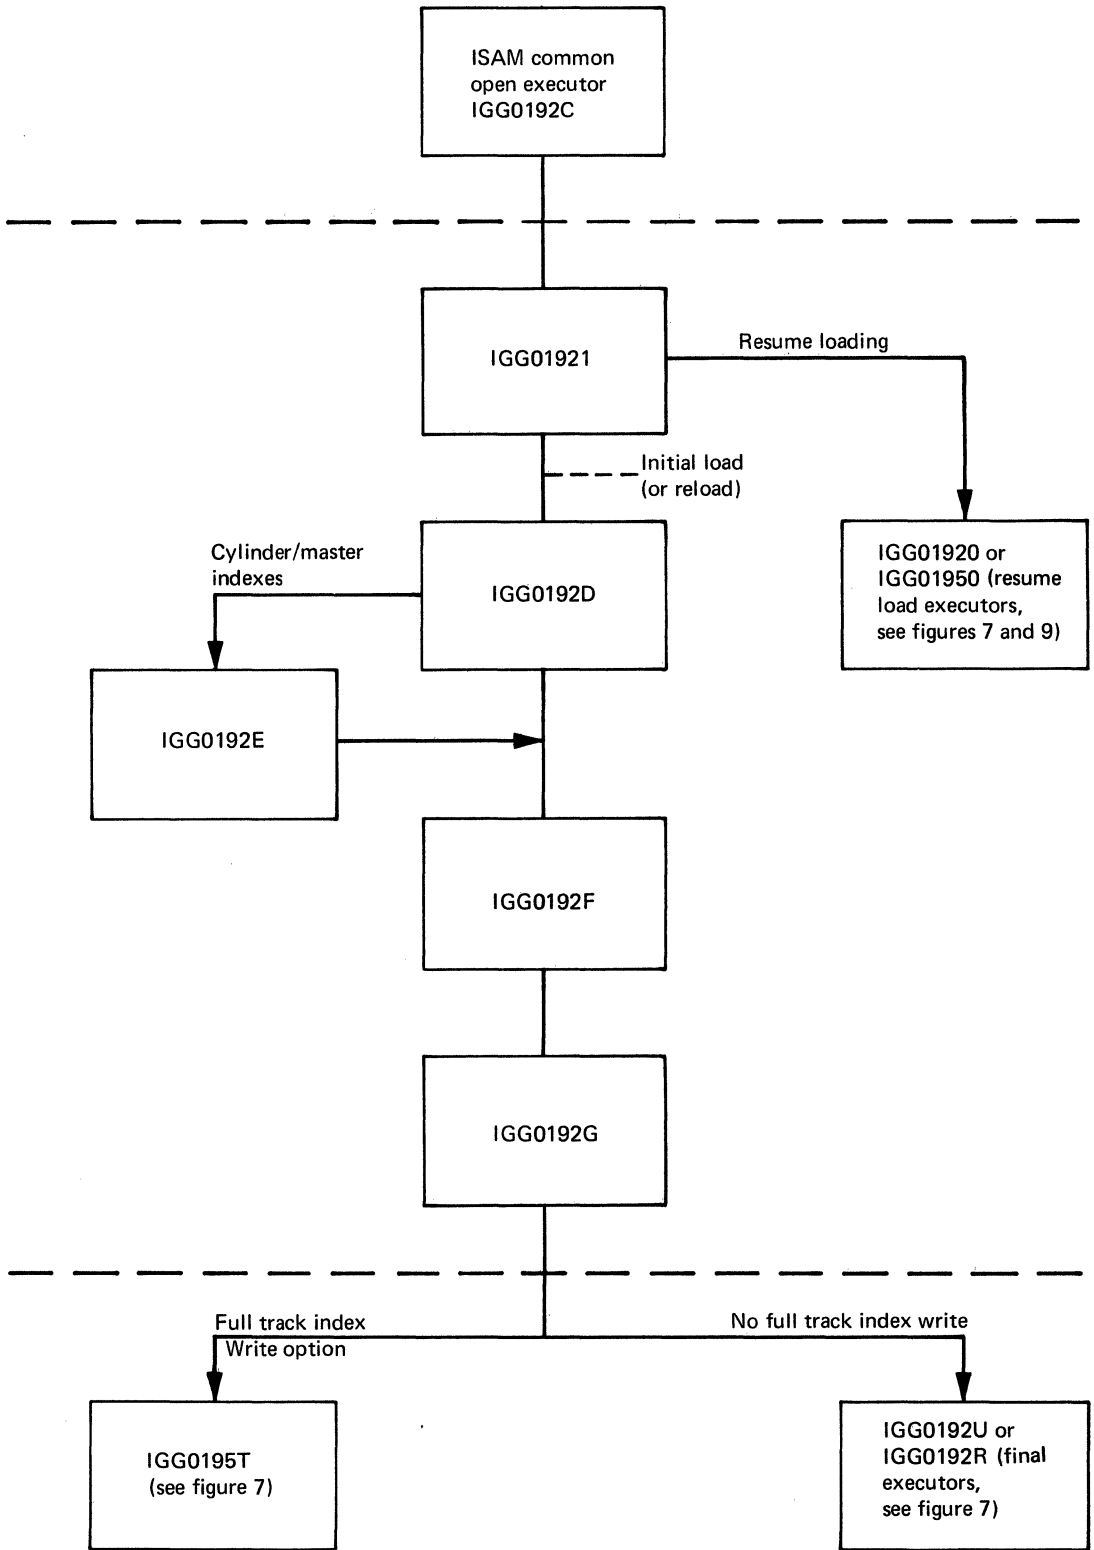 ISAM common
open executor
IGG0192C
IGG01921
Resume loading
Initial load
(or reload)
IGG01920 or
IGG01950 (resume
load executors,
see figures 7 and 9)
Cylinder/master
indexes
IGG0192D
IGG0192E
IGG0192F
IGG0192G
Full track index
Write option
No full track index write
IGG0195T
(see figure 7)
IGG0192U or
IGG0192R (final
executors,
see figure 7)